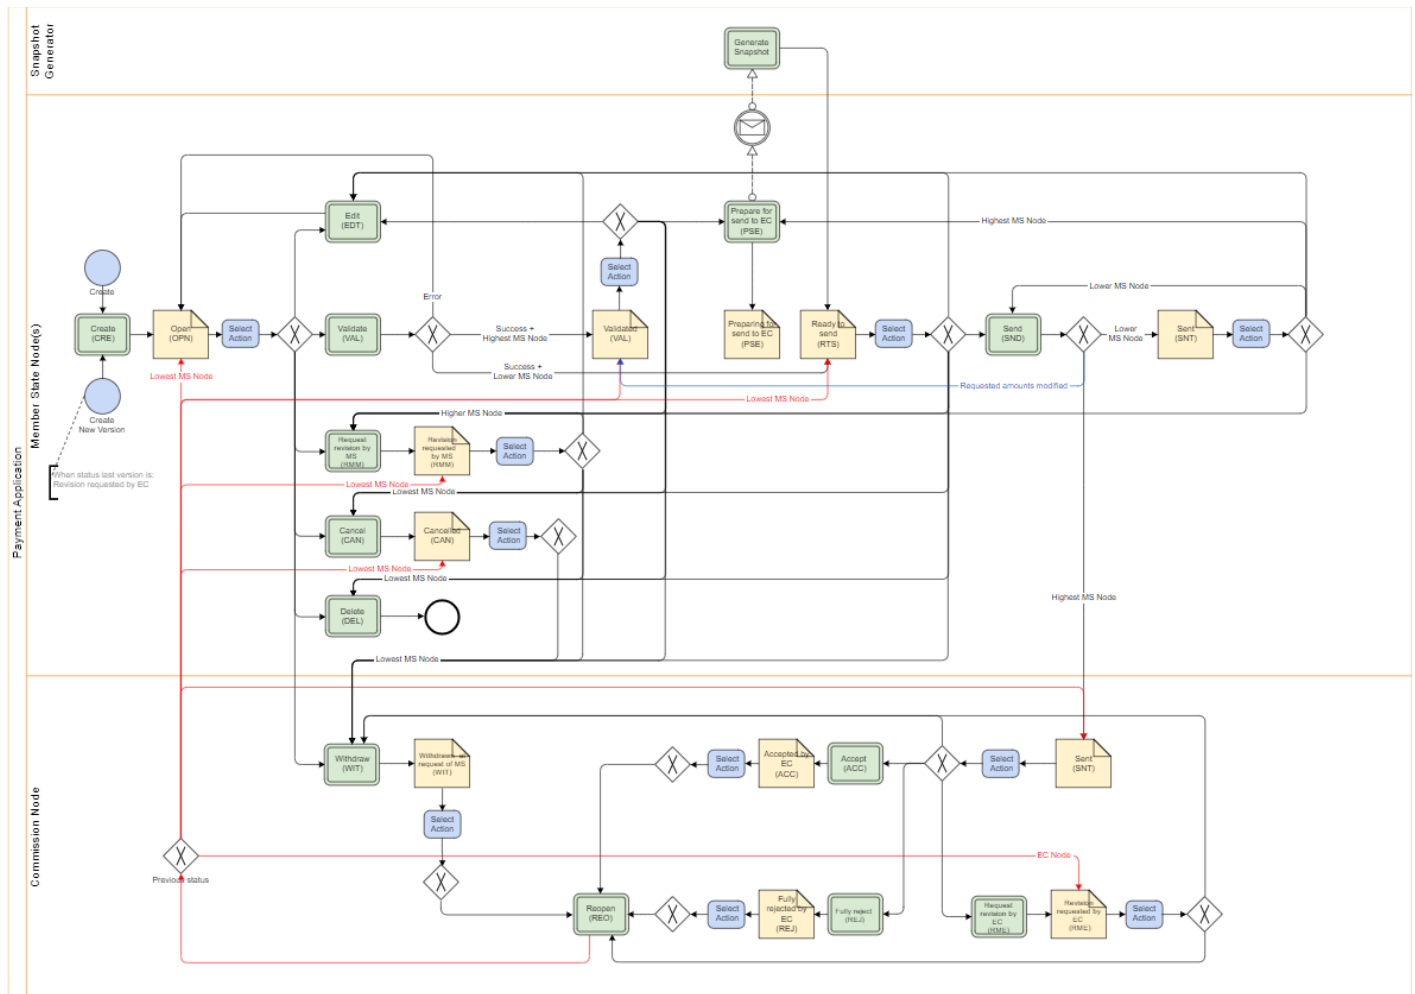 Payment Application
Snapshot
Generator
Member State Node(s)
Commission Node
Generate
Snapshot
Edit
(EDT)
Prepare for
send to EC
(PSE)
Highest MS Node
Select
Action
Create
Lower MS Node
Error
Create
(CRE)
Open
(OPN)
Select
Action
Validate
(VAL)
Success +
Highest MS Node
Validated
(VAL)
Preparing for
send to EC
(PSE)
Ready to
send
(RTS)
Select
Action
Send
(SND)
Lower
MS Node
Sent
(SNT)
Select
Action
Success +
Lower MS Node
Lowest MS Node
Requested amounts modified
Lowest MS Node
Create
New Version
Higher MS Node
Request
revision by
MS
(RMM)
Revision
requested
by MS
(RMM)
Select
Action
When status last version is:
Revision requested by EC
Lowest MS Node
Lowest MS Node
Cancel
(CAN)
Cancelled
(CAN)
Select
Action
Lowest MS Node
Lowest MS Node
Delete
(DEL)
Highest MS Node
Lowest MS Node
Withdraw
(WIT)
request of MS
(WIT)
Select
Action
Accepted by
EC
(ACC)
Accept
(ACC)
Select
Action
Sent
(SNT)
Select
Action
EC Node
Previous status
Reopen
(REO)
Select
Action
Fully
rejected by
EC
(REJ)
Fully reject
(REJ)
Request
revision by
EC
(RME)
Revision
requested by
EC
(RME)
Select
Action